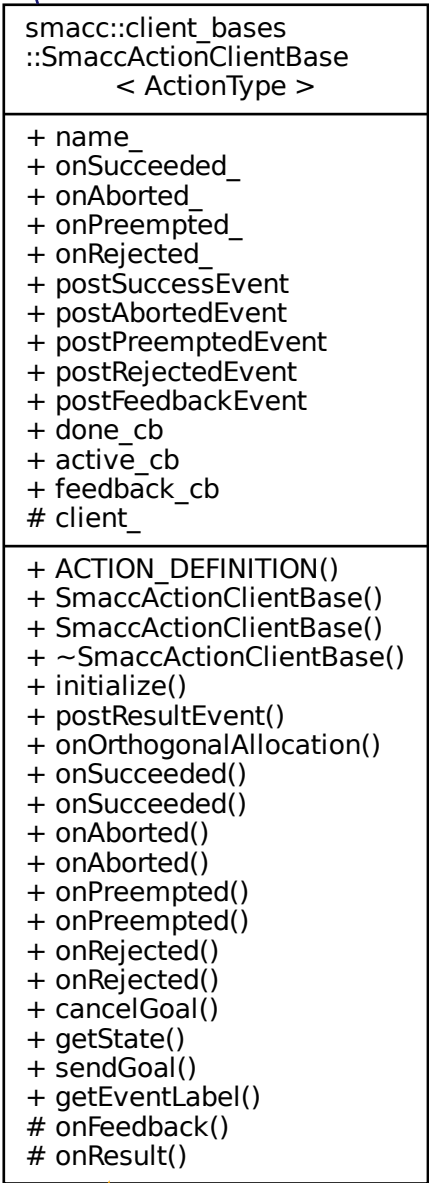 smacc::client_bases
::SmaccActionClientBase
< ActionType >
+ name_
+ onSucceeded_
+ onAborted_
+ onPreempted_
+ onRejected_
+ postSuccessEvent
+ postAbortedEvent
+ postPreemptedEvent
+ postRejectedEvent
+ postFeedbackEvent
+ done_cb
+ active_cb
+ feedback_cb
# client_
+ ACTION_DEFINITION()
+ SmaccActionClientBase()
+ SmaccActionClientBase()
+ ~SmaccActionClientBase()
+ initialize()
+ postResultEvent()
+ onOrthogonalAllocation()
+ onSucceeded()
+ onSucceeded()
+ onAborted()
+ onAborted()
+ onPreempted()
+ onPreempted()
+ onRejected()
+ onRejected()
+ cancelGoal()
+ getState()
+ sendGoal()
+ getEventLabel()
# onFeedback()
# onResult()